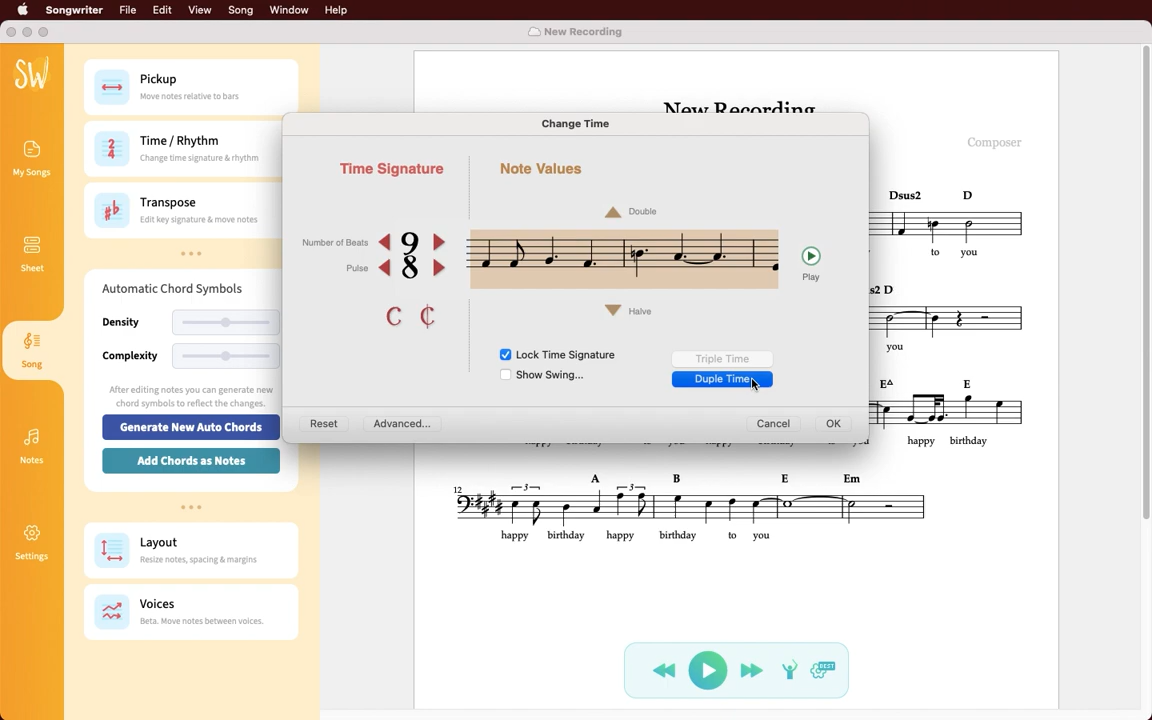 Songwriter File Edit View Song Window Help
New Recording
SW
My Songs
Sheet
Song
Notes
Settings
Pickup
Move notes relative to bars
Time / Rhythm
Change time signature & rhythm
Transpose
Edit key signature & move notes
Automatic Chord Symbols
Density
Complexity
After editing notes you can generate new
chord symbols to reflect the changes.
Generate New Auto Chords
Add Chords as Notes
Layout
Resize notes, spacing & margins
Voices
Beta. Move notes between voices.
New Recording
Composer
Change Time
Time Signature
Note Values
Number of Beats
9
Pulse
8
Double
Play
Halve
Lock Time Signature
Show Swing...
Triple Time
Duple Time
Reset
Advanced...
Cancel
OK
Dsus2 D
to you
s2 D
you
E∆ E
happy birthday
12
3
3
A B E Em
happy birthday happy birthday to you
BEST